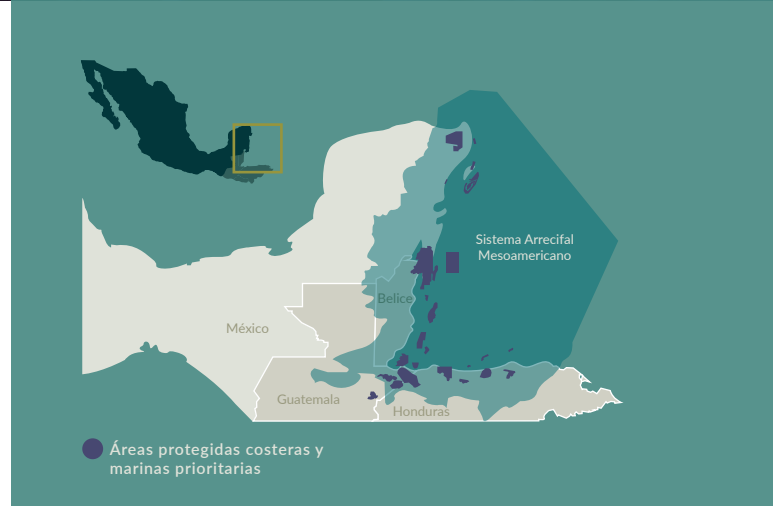 Sistema Arrecifal
Mesoamericano
Belice
México
Guatemala
Honduras
Áreas protegidas costeras y
marinas prioritarias